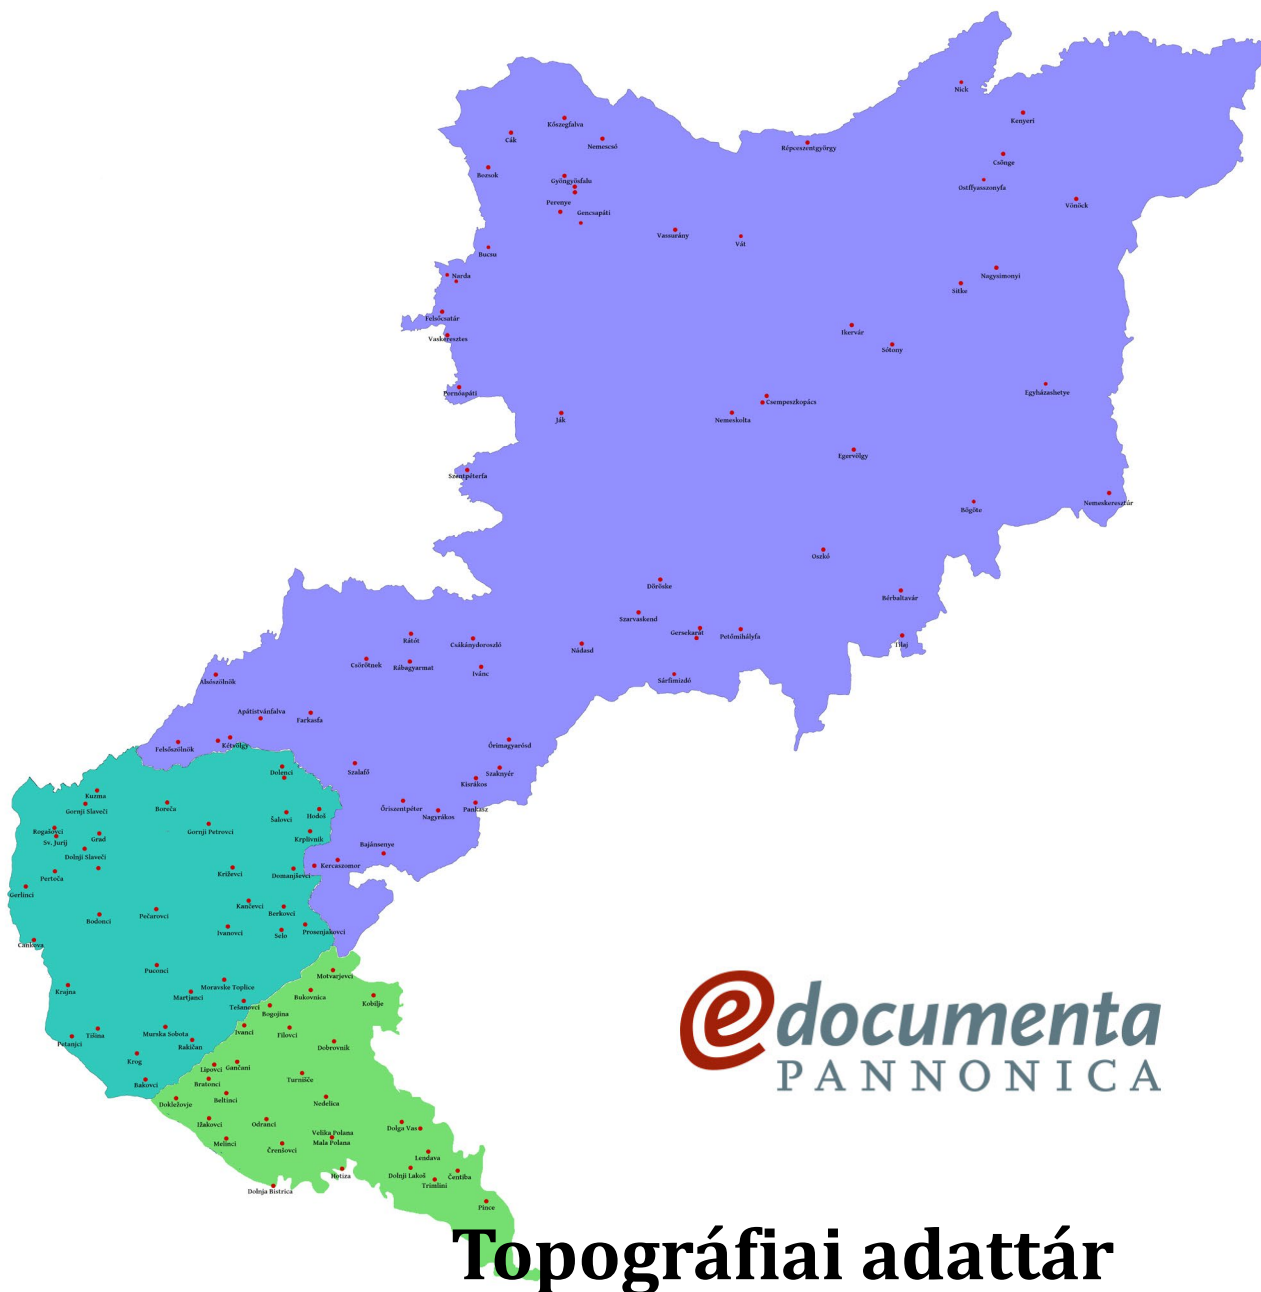 Nick
Kenyeri
Kőszegfalva
Cák
Nemescsó
Répceszentgyörgy
Csönge
Bozsok
Gyöngyösfalu
Ostffyasszonyfa
Perenye
Gencsapáti
Vönöck
Vassurány
Vát
Bucsu
Narda
Nagysimonyi
Sitke
Felsőcsatár
Vaskeresztes
Ikervár
Sótony
Pornóapáti
Egyházashetye
Csempeszkopács
Ják
Nemeskolta
Egervölgy
Szentpéterfa
Nemeskeresztúr
Bögöte
Oszkó
Döröske
Bérbaltavár
Szarvaskend
Gersekarát
Petőmihályfa
Rátót
Csákánydoroszló
Nádasd
Csörötnek
Rábagyarmat
Ivánc
Sárfimizdó
Alsószölnök
Apátistvánfalva
Farkasfa
Felsőszölnök
Kétvölgy
Őrimagyarósd
Szalafő
Szaknyér
Kisrákos
Dolenci
Kuzma
Gornji Slaveči
Boreča
Őriszentpéter
Nagyrákos
Pankasz
Šalovci
Hodoš
Rogašovci
Sv. Jurij
Grad
Gornji Petrovci
Krplivnik
Dolnji Slaveči
Bajánsenye
Kercaszomor
Pertoča
Križevci
Domanjševci
Gerlinci
Kančevci
Berkovci
Bodonci
Pečarovci
Ivanovci
Selo
Prosenjakovci
Cankova
Puconci
Motvarjevci
Krajna
Martjanci
Moravske Toplice
Bukovnica
Kobilje
Tešanovci
Bogojina
Tišina
Petanjci
Murska Sobota
Rakičan
Ivanci
Filovci
Dobrovnik
Krog
Lipovci
Gančani
Bakovci
Bratonci
Turnišče
Dokležovje
Beltinci
Nedelica
Ižakovci
Odranci
Velika Polana
Mala Polana
Dolga Vas
Melinci
Črenšovci
Lendava
Hotiza
Dolnji Lakoš
Čentiba
Trimlini
Dolnja Bistrica
Pince
e documenta
PANNONICA
Topográfiai adattár